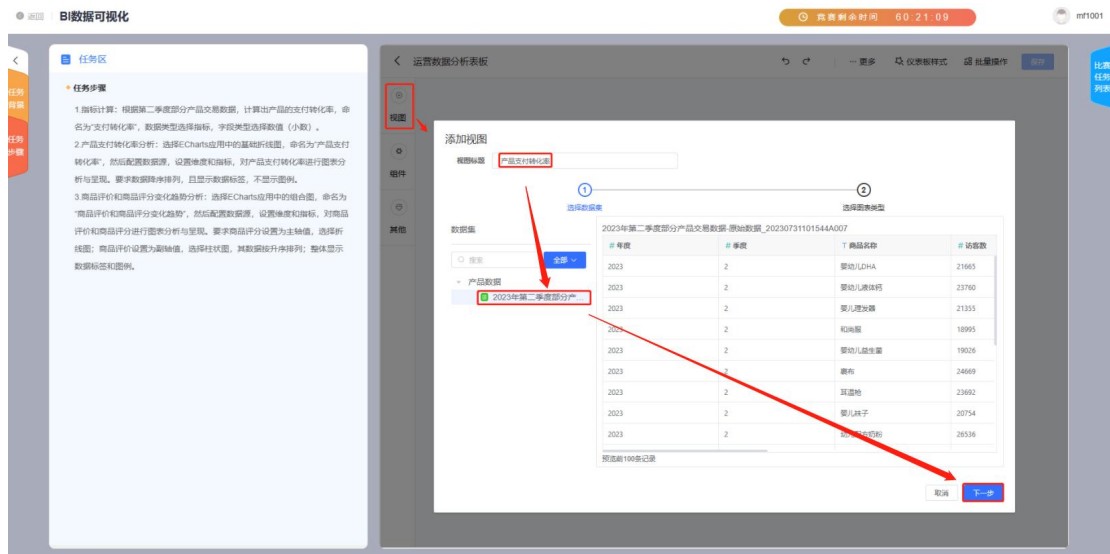 返回
BI数据可视化
竞赛剩余时间 60:21:09
mf1001
任务背景
任务步骤
任务区
任务步骤
1.指标计算：根据第二季度部分产品交易数据，计算出产品的支付转化率，命
名为“支付转化率”，数据类型选择指标，字段类型选择数值（小数）。
2.产品支付转化率分析：选择ECharts应用中的基础折线图，命名为“产品支付
转化率”，然后配置数据源，设置维度和指标，对产品支付转化率进行图表分
析与呈现。要求数据降序排列，且显示数据标签，不显示图例。
3.商品评价和商品评分变化趋势分析：选择ECharts应用中的组合图，命名为
“商品评价和商品评分变化趋势”，然后配置数据源，设置维度和指标，对商品
评价和商品评分进行图表分析与呈现。要求商品评分设置为主轴值，选择折
线图；商品评价设置为副轴值，选择柱状图，其数据按升序排列；整体显示
数据标签和图例。
运营数据分析表板
更多 仪表板样式 批量操作 保存
视图
组件
其他
比赛任务列表
添加视图
视图标题 产品支付转化率
1 2
选择数据集 选择图表类型
数据集
搜索 全部
产品数据
2023年第二季度部分产...
2023年第二季度部分产品交易数据-原始数据_20230731101544A007
# 年度 # 季度 T 商品名称 # 访客数
2023 2 婴幼儿DHA 21665
2023 2 婴幼儿液体钙 23760
2023 2 婴儿理发器 21355
2023 2 和尚服 18995
2023 2 婴幼儿益生菌 19026
2023 2 裹布 24669
2023 2 耳温枪 23692
2023 2 婴儿袜子 20754
2023 2 幼儿配方奶粉 26536
预览前100条记录
取消 下一步